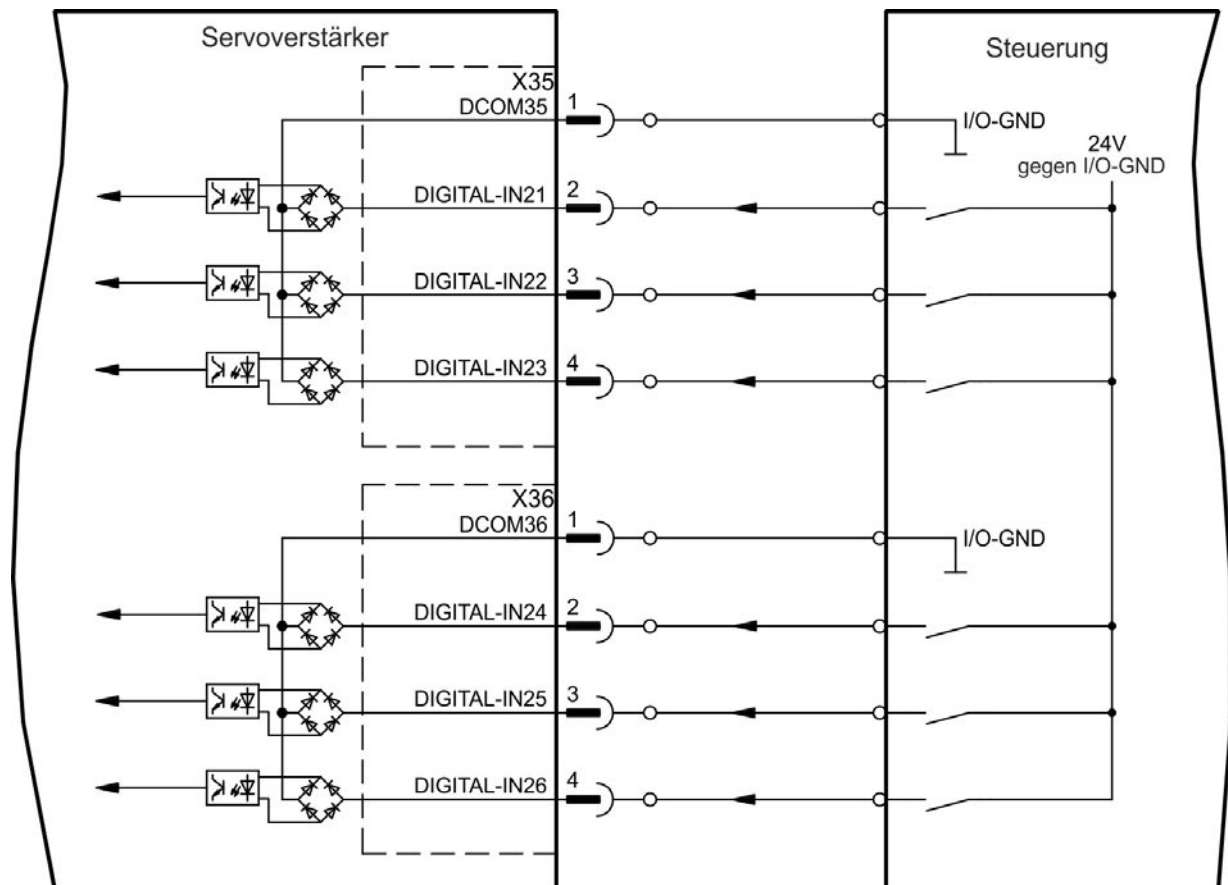 Servoverstärker
Steuerung
X35
DCOM35
1
I/O-GND
24V
gegen I/O-GND
DIGITAL-IN21
2
DIGITAL-IN22
3
DIGITAL-IN23
4
X36
DCOM36
1
I/O-GND
DIGITAL-IN24
2
DIGITAL-IN25
3
DIGITAL-IN26
4